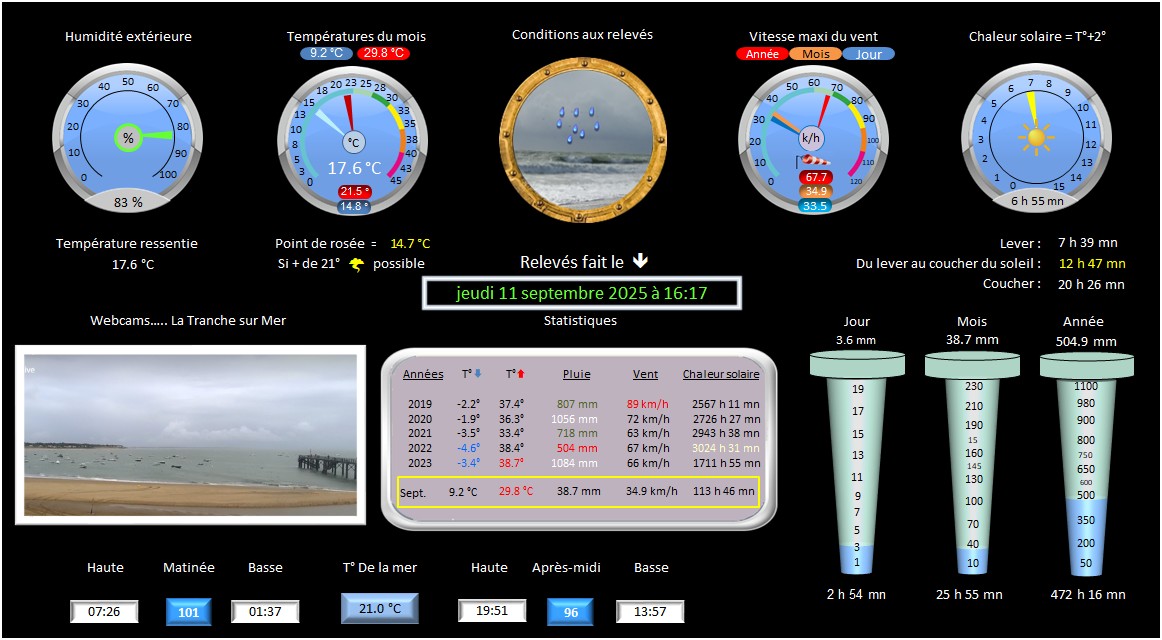 Humidité extérieure
Températures du mois
Conditions aux relevés
Vitesse maxi du vent
Chaleur solaire = T°+2°
9.2 °C 29.8 °C
Année Mois Jour
0 10 20 30 40 50 60 70 80 90 100
%
83 %
0 3 5 8 10 13 15 18 20 23 25 28 30 33 35 38 40 43 45
°C
17.6 °C
21.5 °
14.8 °
0 10 20 30 40 50 60 70 80 90 100 110 120
k/h
67.7
34.9
33.5
0 1 2 3 4 5 6 7 8 9 10 11 12 13 14 15
6 h 55 mn
Température ressentie
17.6 °C
Point de rosée = 14.7 °C
Si + de 21° possible
Relevés fait le
jeudi 11 septembre 2025 à 16:17
Lever : 7 h 39 mn
Du lever au coucher du soleil : 12 h 47 mn
Coucher : 20 h 26 mn
Webcams..... La Tranche sur Mer
ive
Statistiques
Années T° T° Pluie Vent Chaleur solaire
2019 -2.2° 37.4° 807 mm 89 km/h 2567 h 11 mn
2020 -1.9° 36.3° 1056 mm 72 km/h 2726 h 27 mn
2021 -3.5° 33.4° 718 mm 63 km/h 2943 h 38 mn
2022 -4.6° 38.4° 504 mm 67 km/h 3024 h 31 mn
2023 -3.4° 38.7° 1084 mm 66 km/h 1711 h 55 mn
Sept. 9.2 °C 29.8 °C 38.7 mm 34.9 km/h 113 h 46 mn
Jour
3.6 mm
19
17
15
13
11
9
7
5
3
1
2 h 54 mn
Mois
38.7 mm
230
210
190
15
160
145
130
100
70
40
10
25 h 55 mn
Année
504.9 mm
1100
980
900
800
750
650
600
500
350
200
50
472 h 16 mn
Haute Matinée Basse T° De la mer Haute Après-midi Basse
07:26 101 01:37 21.0 °C 19:51 96 13:57